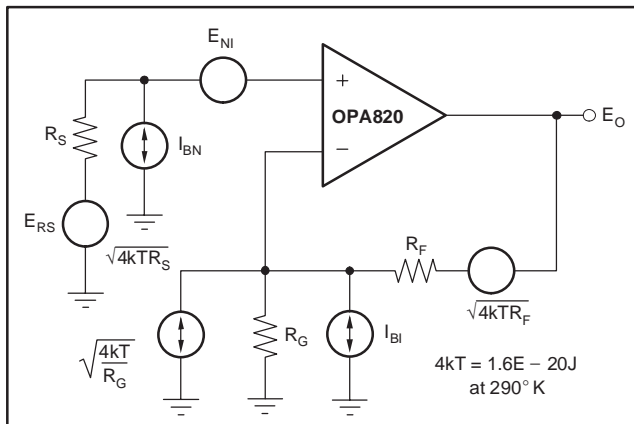 E_NI
+
OPA820
−
E_O
R_S
I_BN
E_RS
√4kTR_S
R_F
√4kTR_F
√4kT/R_G
R_G
I_BI
4kT = 1.6E – 20J
at 290° K